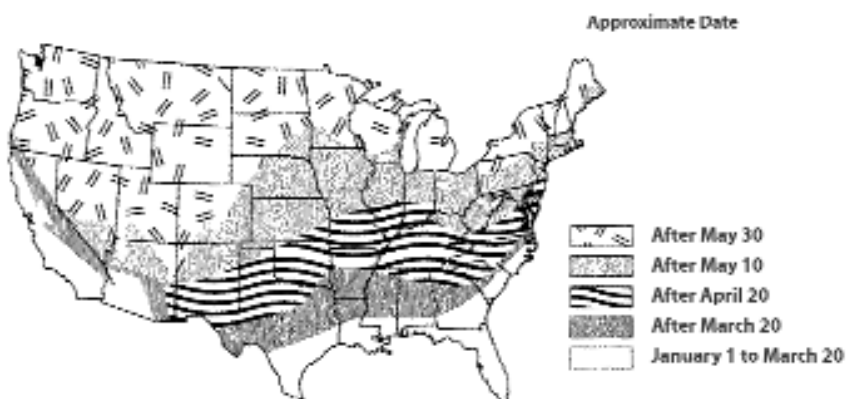 Approximate Date
After May 30
After May 10
After April 20
After March 20
January 1 to March 20